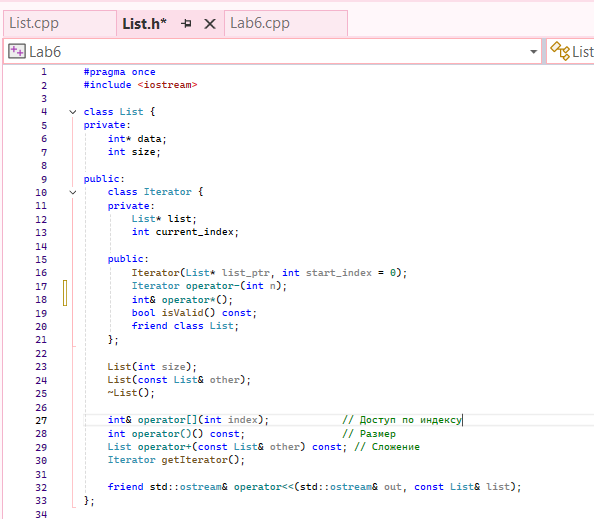 List.cpp List.h* Lab6.cpp
Lab6 List
1 #pragma once
2 #include <iostream>
3
4 class List {
5 private:
6 int* data;
7 int size;
8
9 public:
10 class Iterator {
11 private:
12 List* list;
13 int current_index;
14
15 public:
16 Iterator(List* list_ptr, int start_index = 0);
17 Iterator operator-(int n);
18 int& operator*();
19 bool isValid() const;
20 friend class List;
21 };
22
23 List(int size);
24 List(const List& other);
25 ~List();
26
27 int& operator[](int index); // Доступ по индексу
28 int operator()() const; // Размер
29 List operator+(const List& other) const; // Сложение
30 Iterator getIterator();
31
32 friend std::ostream& operator<<(std::ostream& out, const List& list);
33 };
34